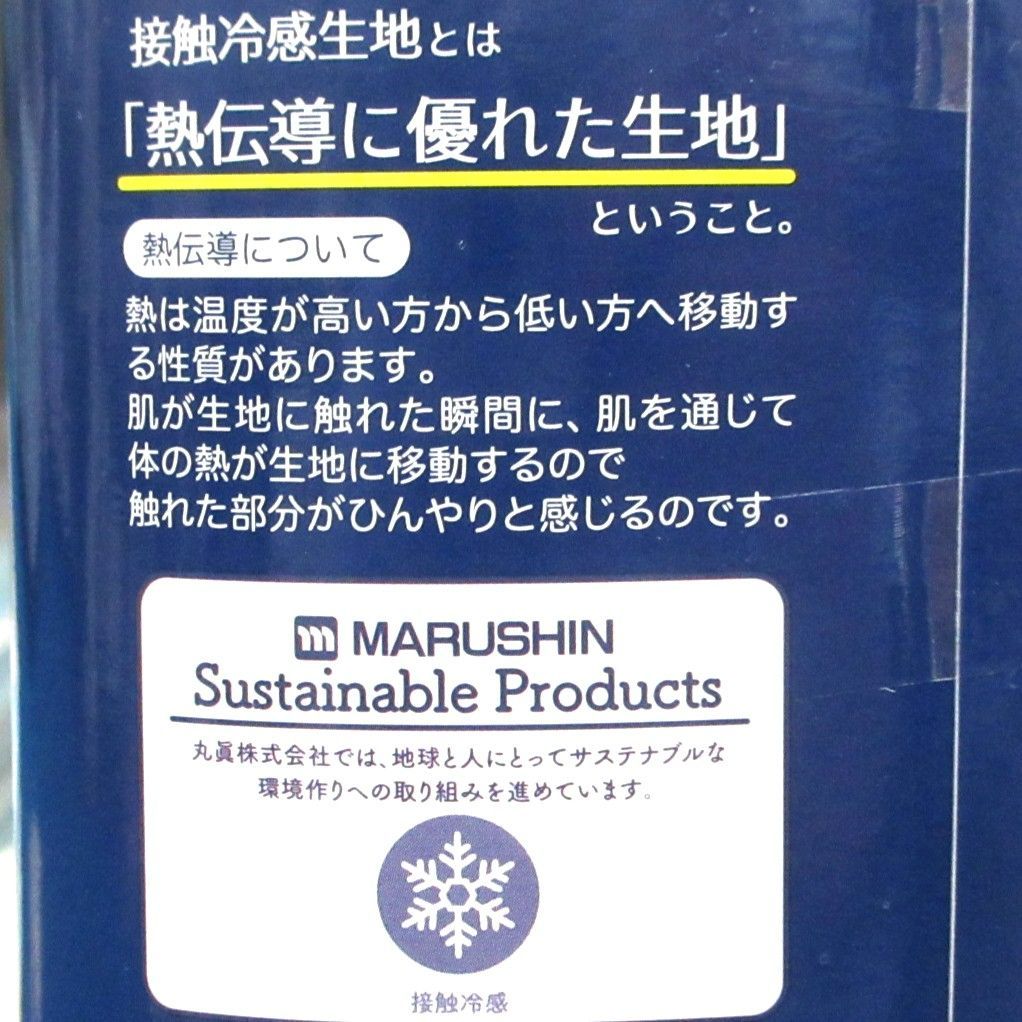 接触冷感生地とは
「熱伝導に優れた生地」
ということ。
熱伝導について
熱は温度が高い方から低い方へ移動す
る性質があります。
肌が生地に触れた瞬間に、肌を通じて
体の熱が生地に移動するので
触れた部分がひんやりと感じるのです。
m MARUSHIN
Sustainable Products
丸眞株式会社では、地球と人にとってサステナブルな
環境作りへの取り組みを進めています。
接触冷感